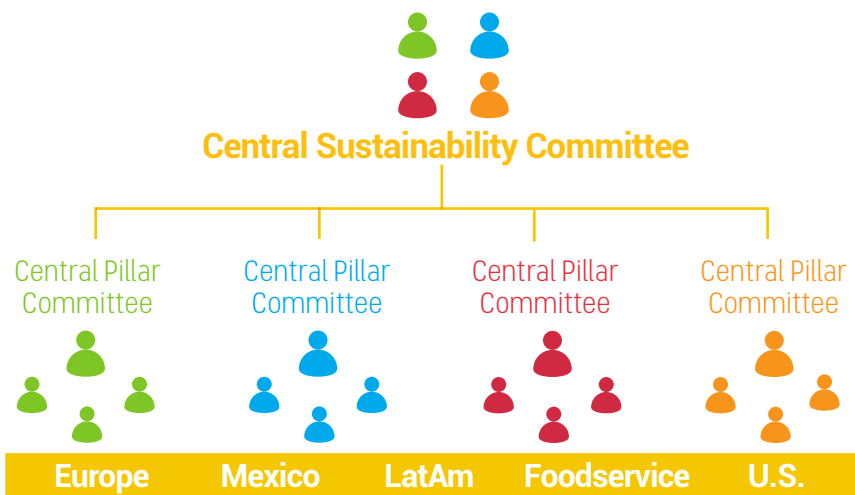 Central Sustainability Committee
Central Pillar
Committee
Central Pillar
Committee
Central Pillar
Committee
Central Pillar
Committee
Europe Mexico LatAm Foodservice U.S.